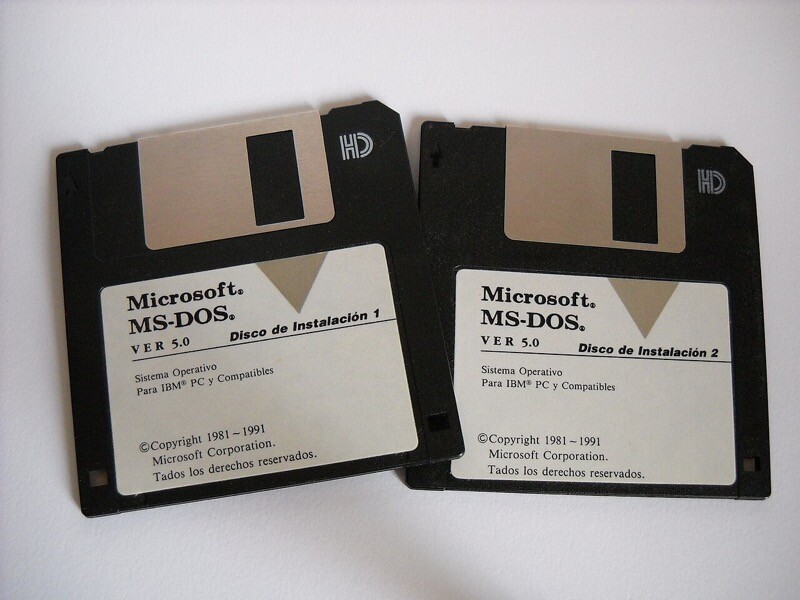 HD
Microsoft®
MS-DOS®
VER 5.0
Disco de Instalación 1
Sistema Operativo
Para IBM® PC y Compatibles
©Copyright 1981~1991
Microsoft Corporation.
Tados los derechos reservados.
HD
Microsoft®
MS-DOS®
VER 5.0
Disco de Instalación 2
Sistema Operativo
Para IBM® PC y Compatibles
©Copyright 1981~1991
Microsoft Corporation.
Tados los derechos reservados.